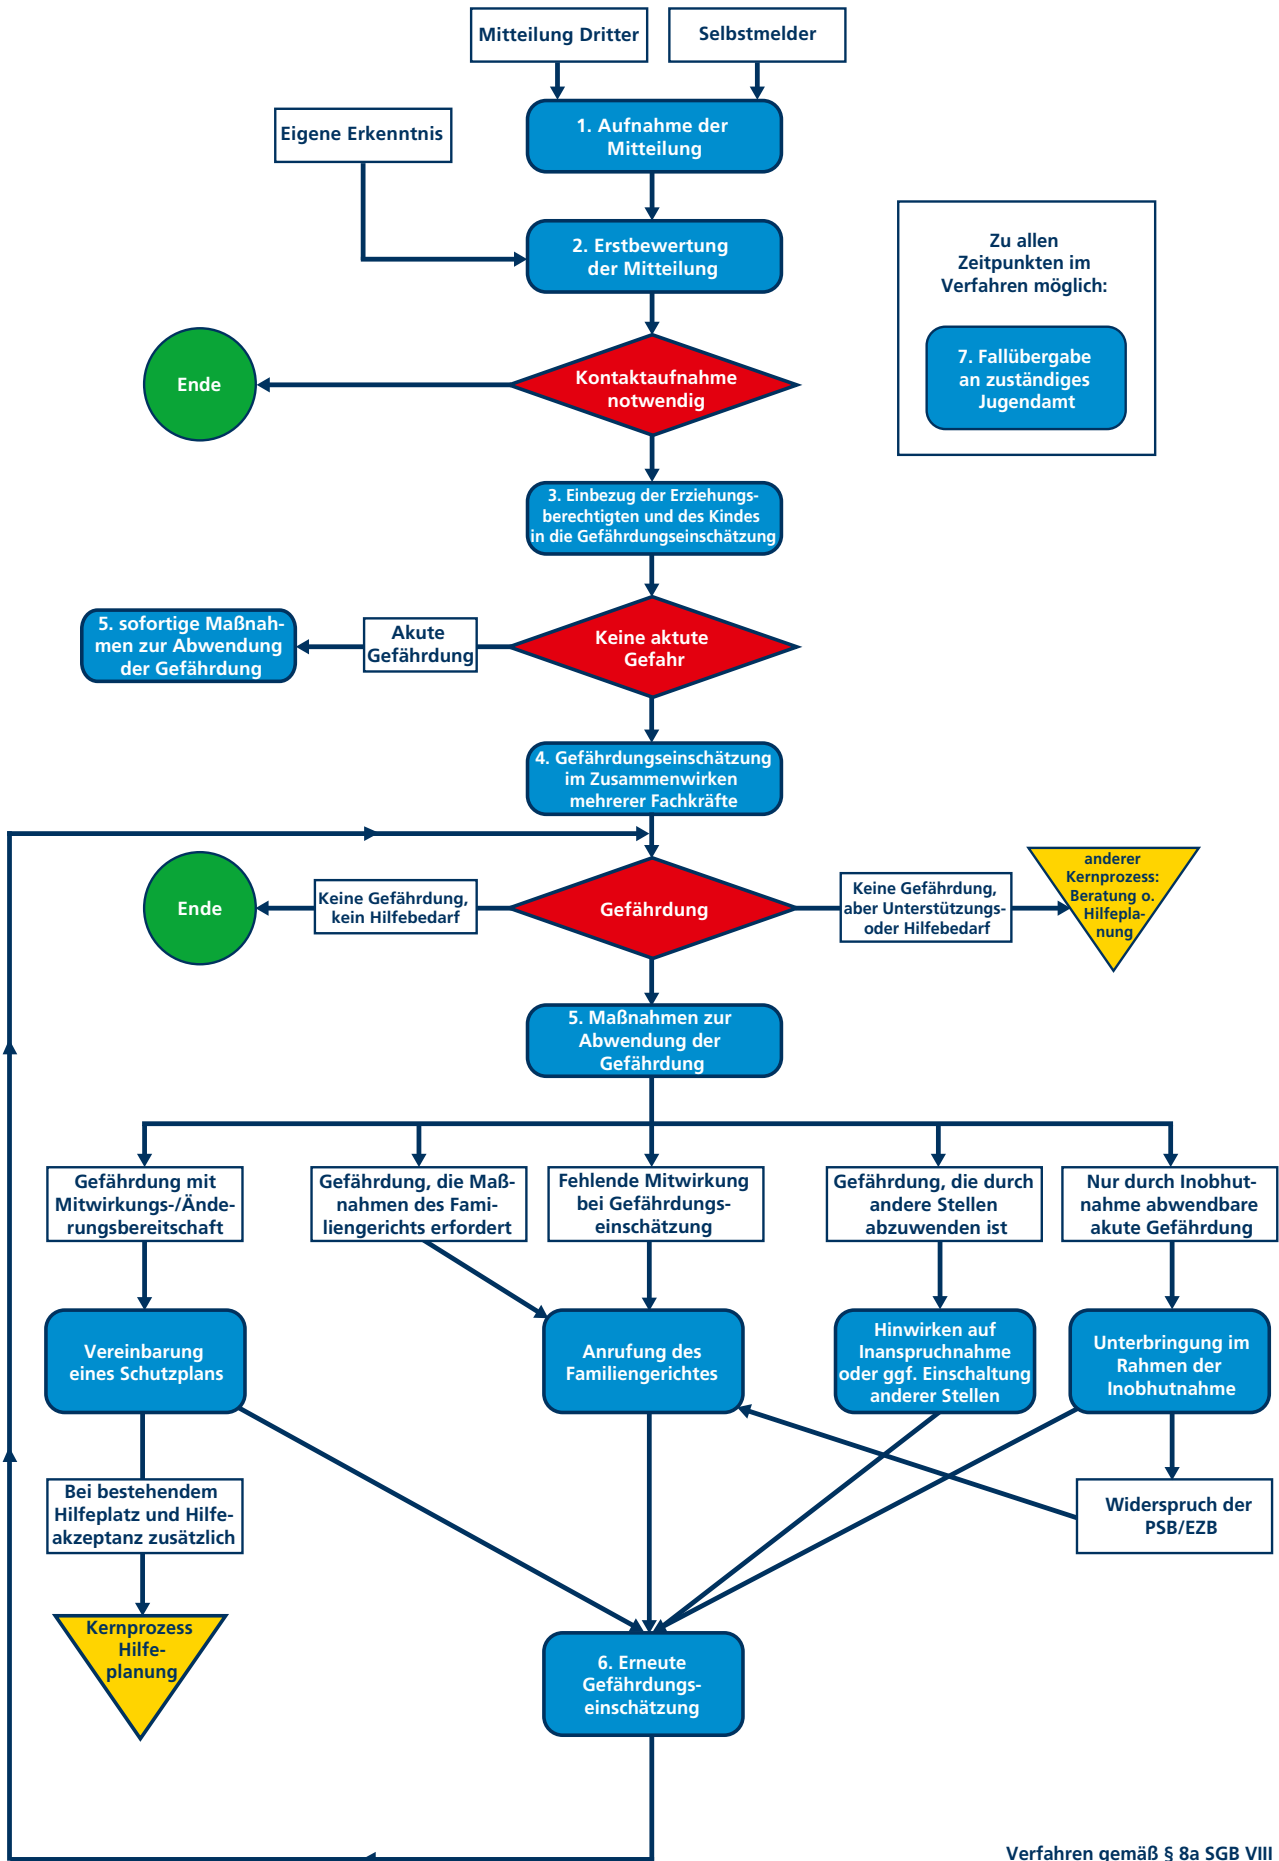 Mitteilung Dritter
Selbstmelder
Eigene Erkenntnis
1. Aufnahme der
Mitteilung
2. Erstbewertung
der Mitteilung
Zu allen
Zeitpunkten im
Verfahren möglich:
7. Fallübergabe
an zuständiges
Jugendamt
Ende
Kontaktaufnahme
notwendig
3. Einbezug der Erziehungs-
berechtigten und des Kindes
in die Gefährdungseinschätzung
5. sofortige Maßnah-
men zur Abwendung
der Gefährdung
Akute
Gefährdung
Keine aktute
Gefahr
4. Gefährdungseinschätzung
im Zusammenwirken
mehrerer Fachkräfte
Ende
Keine Gefährdung,
kein Hilfebedarf
Gefährdung
Keine Gefährdung,
aber Unterstützungs-
oder Hilfebedarf
anderer
Kernprozess:
Beratung o.
Hilfepla-
nung
5. Maßnahmen zur
Abwendung der
Gefährdung
Gefährdung mit
Mitwirkungs-/Ände-
rungsbereitschaft
Gefährdung, die Maß-
nahmen des Fami-
liengerichts erfordert
Fehlende Mitwirkung
bei Gefährdungs-
einschätzung
Gefährdung, die durch
andere Stellen
abzuwenden ist
Nur durch Inobhut-
nahme abwendbare
akute Gefährdung
Vereinbarung
eines Schutzplans
Anrufung des
Familiengerichtes
Hinwirken auf
Inanspruchnahme
oder ggf. Einschaltung
anderer Stellen
Unterbringung im
Rahmen der
Inobhutnahme
Bei bestehendem
Hilfeplatz und Hilfe-
akzeptanz zusätzlich
Widerspruch der
PSB/EZB
Kernprozess
Hilfe-
planung
6. Erneute
Gefährdungs-
einschätzung
Verfahren gemäß § 8a SGB VIII